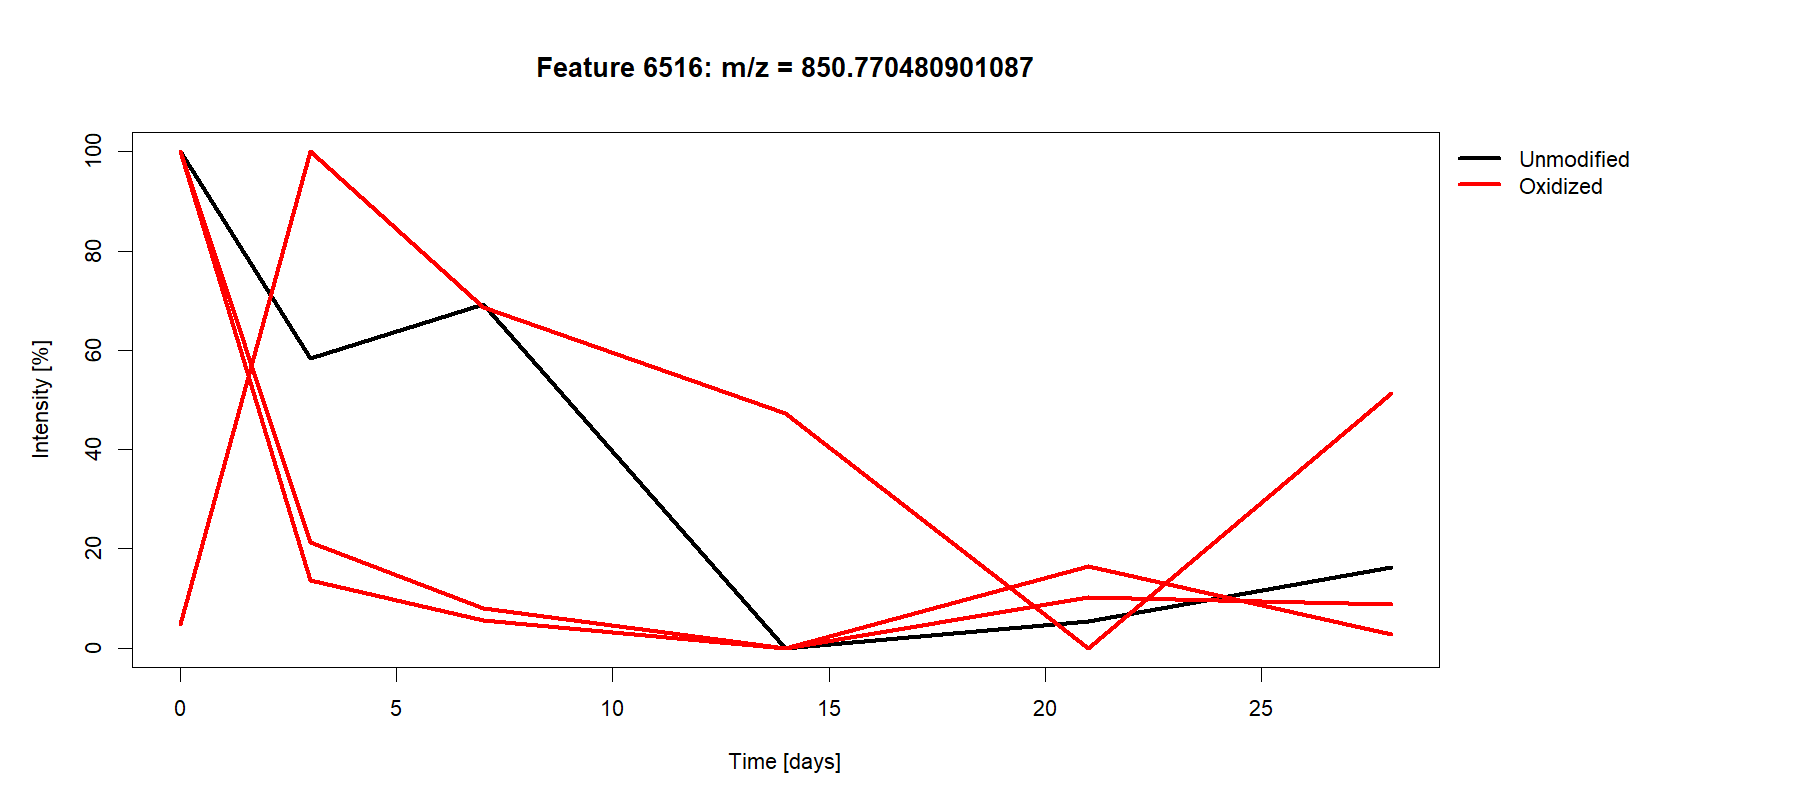 Feature 6516: m/z = 850.770480901087
Unmodified
Oxidized
Intensity [%]
100
80
60
40
20
0
0 5 10 15 20 25
Time [days]